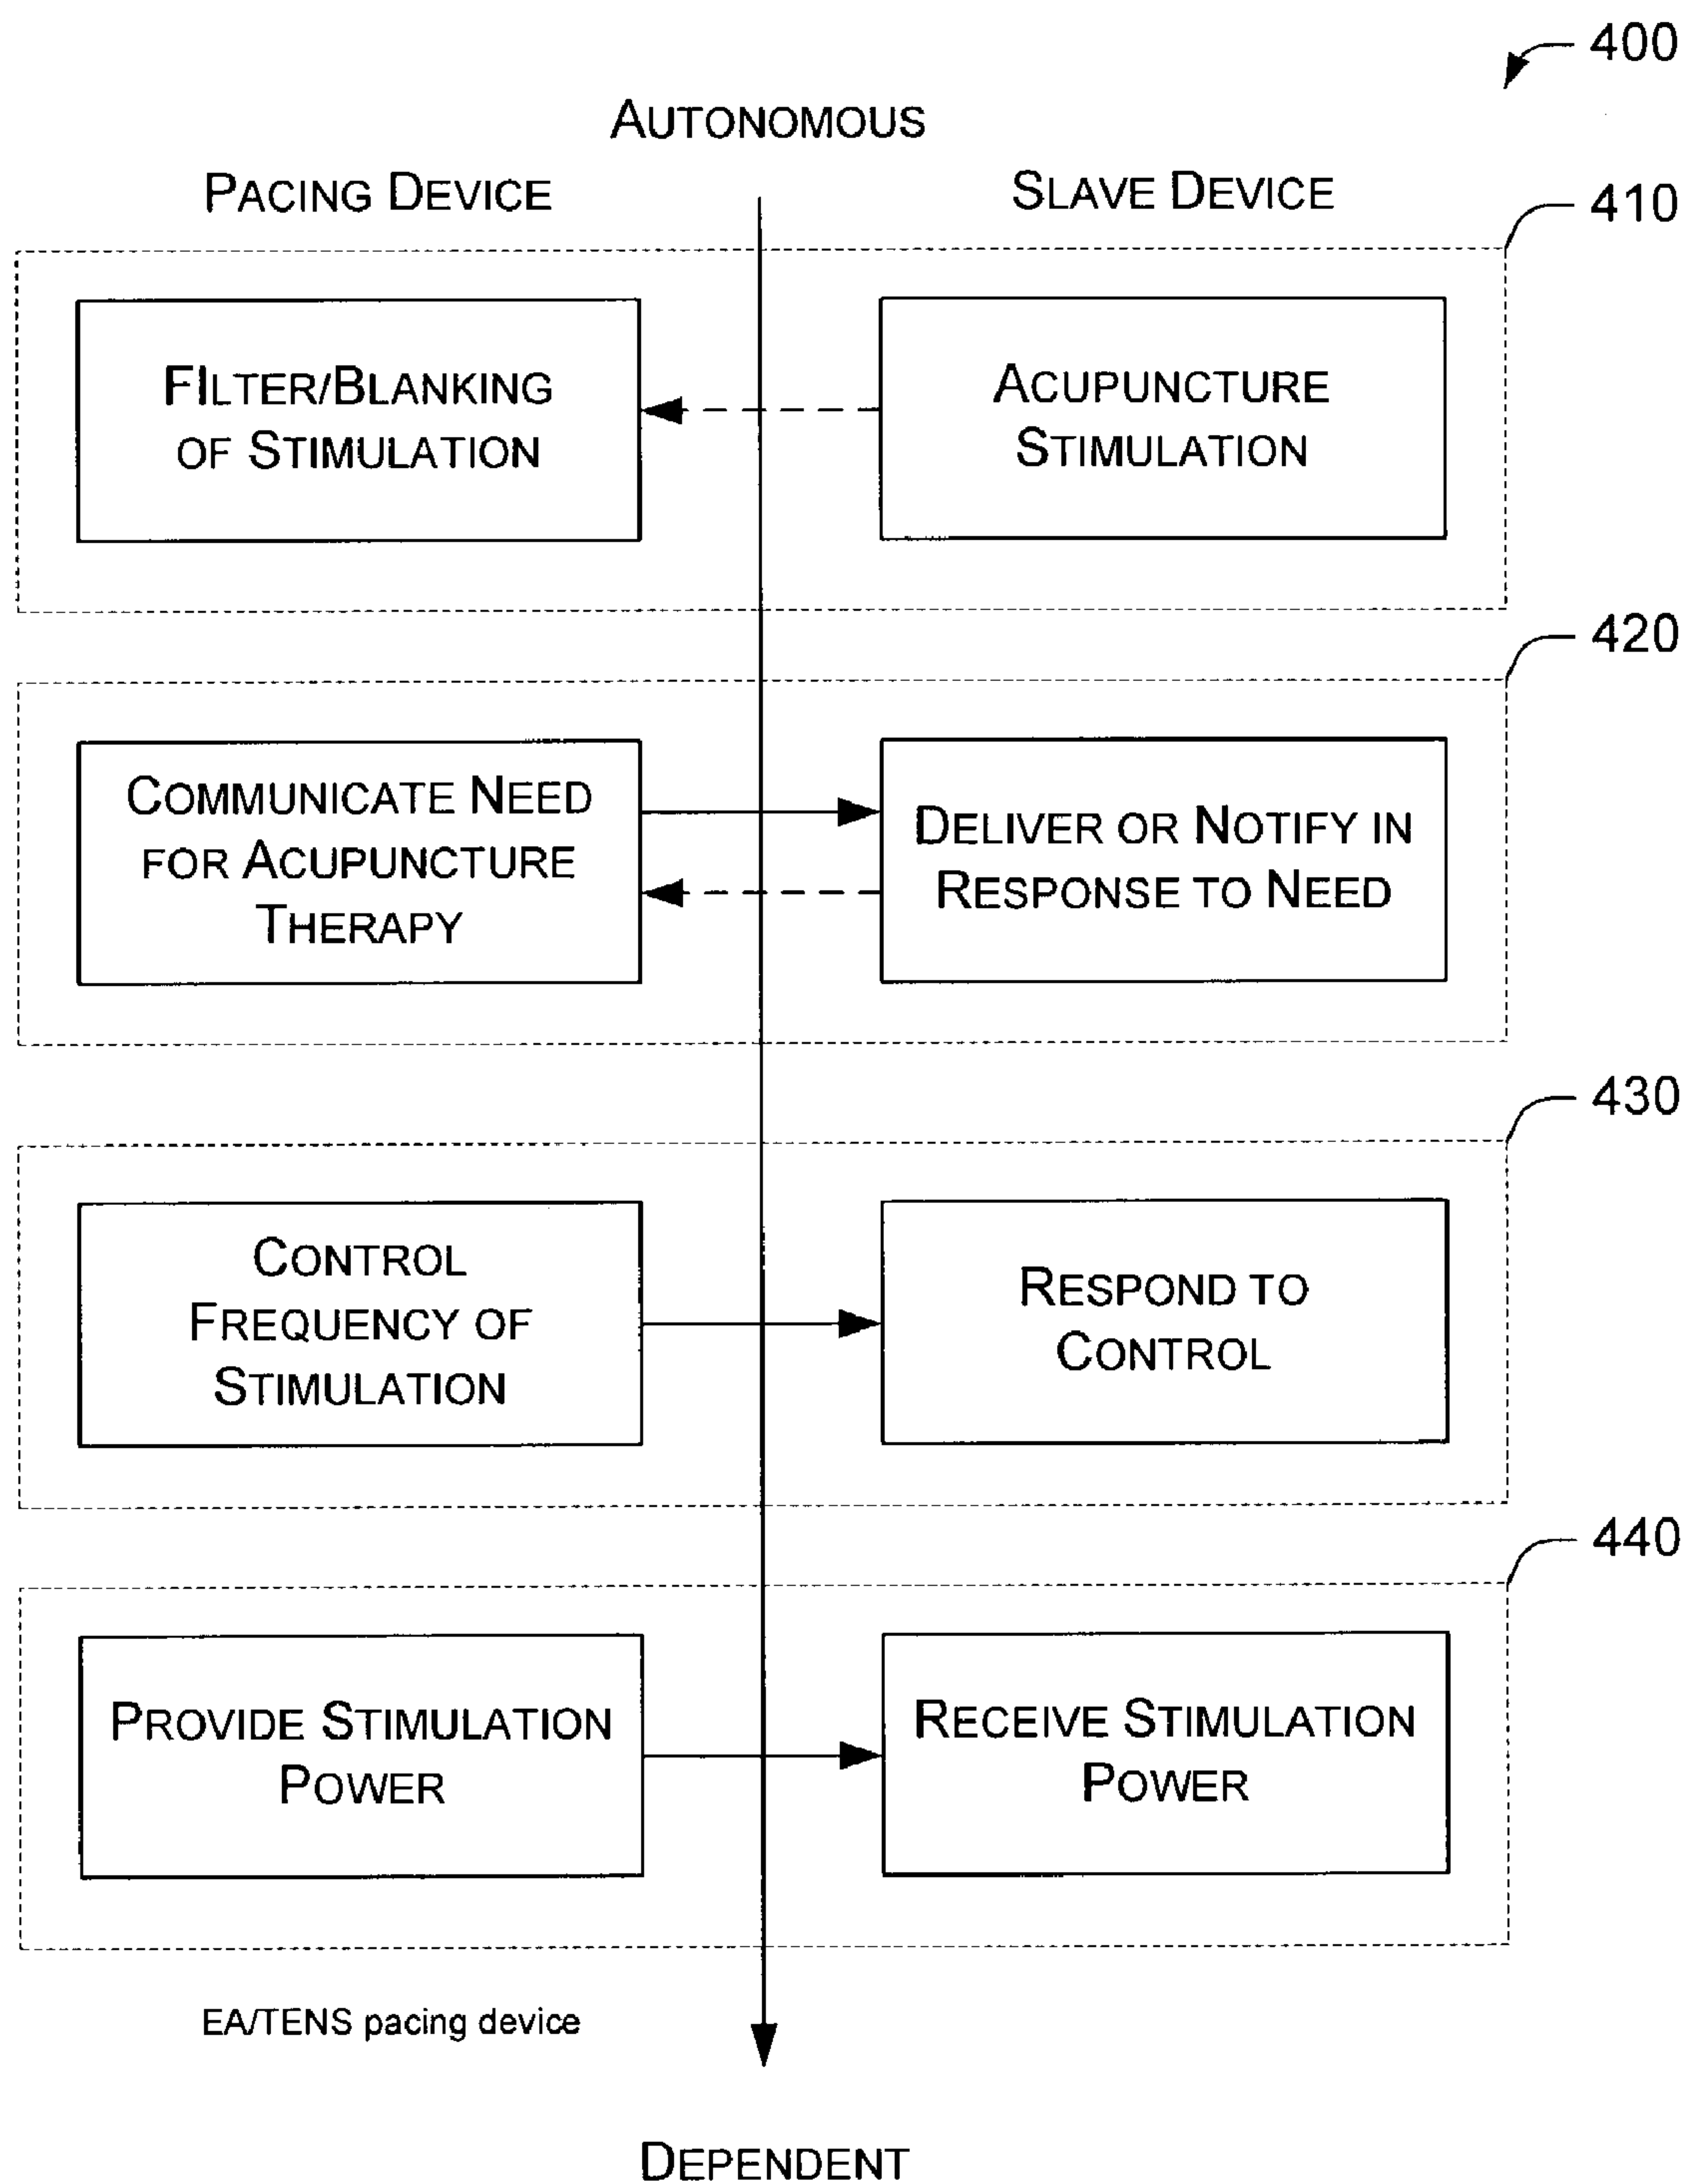 400
AUTONOMOUS
PACING DEVICE
SLAVE DEVICE
410
FILTER/BLANKING
OF STIMULATION
ACUPUNCTURE
STIMULATION
420
COMMUNICATE NEED
FOR ACUPUNCTURE
THERAPY
DELIVER OR NOTIFY IN
RESPONSE TO NEED
430
CONTROL
FREQUENCY OF
STIMULATION
RESPOND TO
CONTROL
440
PROVIDE STIMULATION
POWER
RECEIVE STIMULATION
POWER
EA/TENS pacing device
DEPENDENT